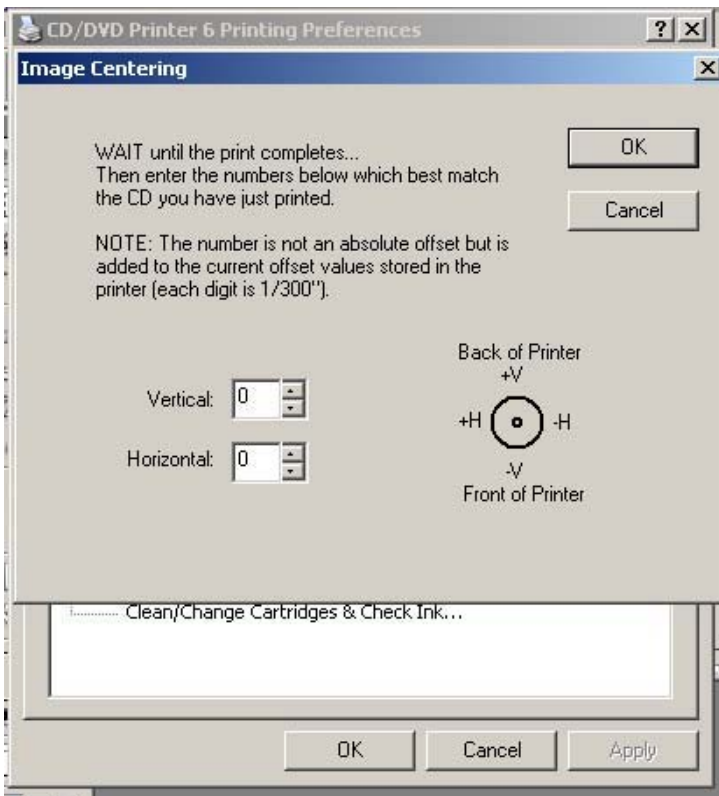 CD/DVD Printer 6 Printing Preferences
Image Centering
WAIT until the print completes...
Then enter the numbers below which best match
the CD you have just printed.
OK
Cancel
NOTE: The number is not an absolute offset but is
added to the current offset values stored in the
printer (each digit is 1/300").
Back of Printer
+V
Vertical: 0
+H -H
Horizontal: 0
-V
Front of Printer
Clean/Change Cartridges & Check Ink...
OK Cancel Apply